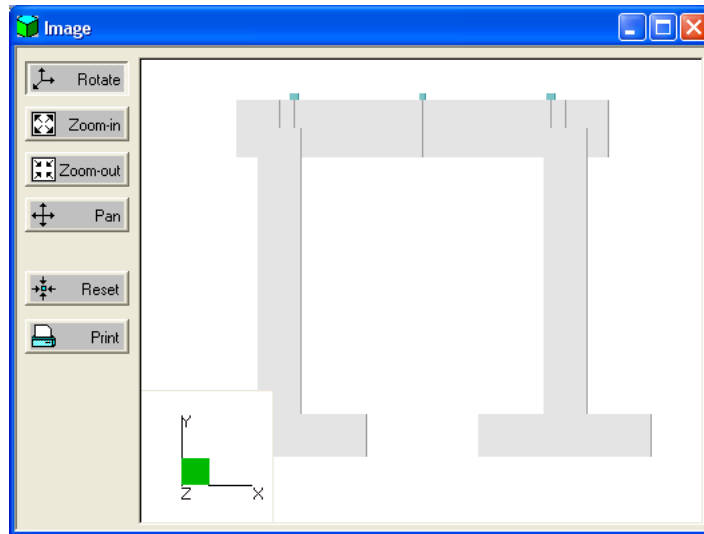 Image
Rotate
Zoom-in
Zoom-out
Pan
Reset
Print
Y
Z
X